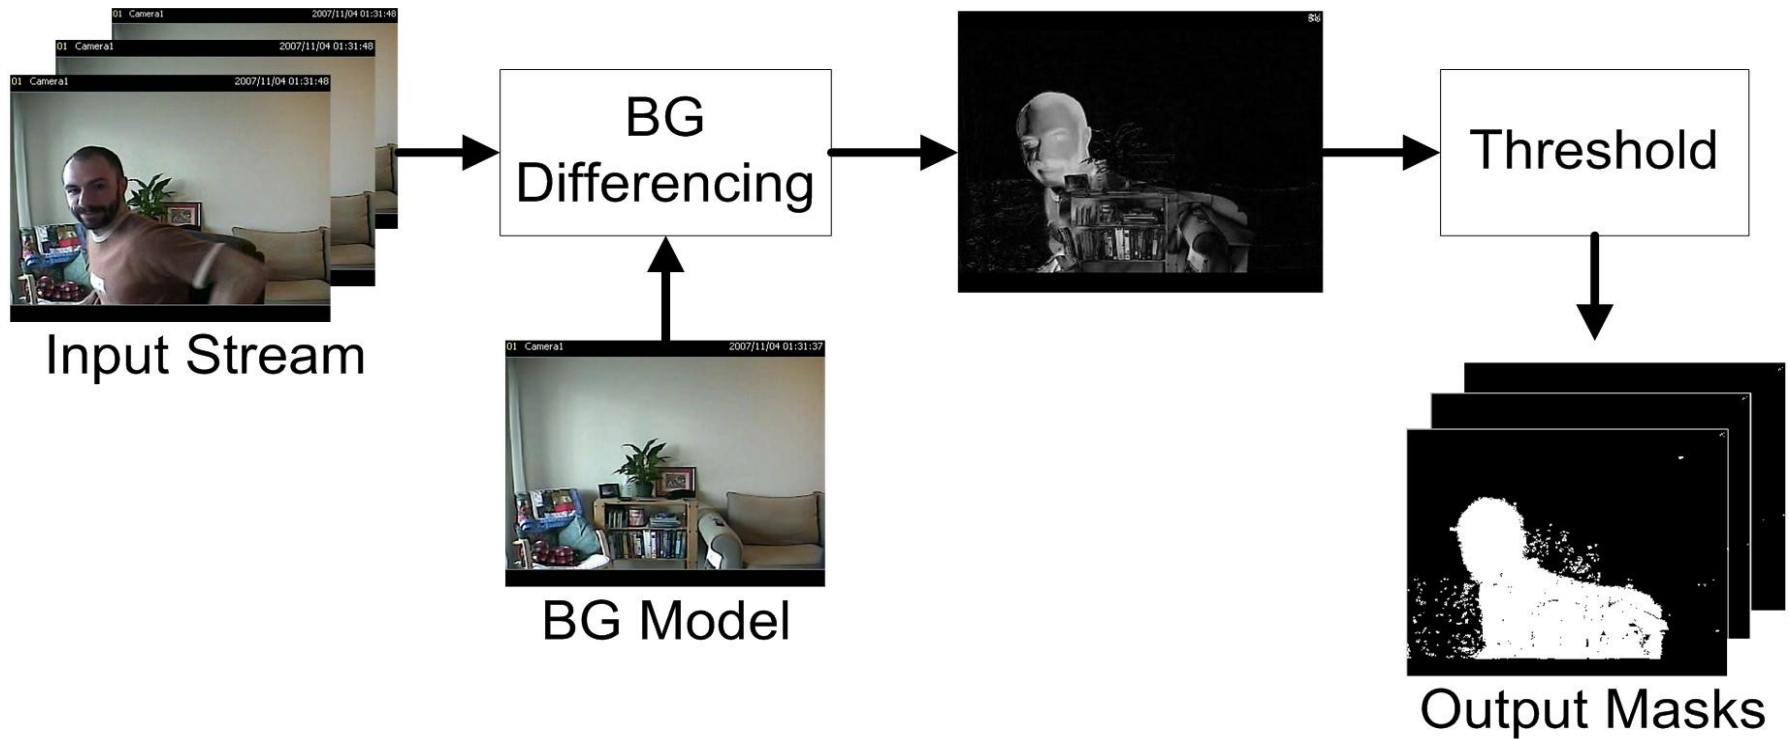 01 Camera1 2007/11/04 01:31:48
01 Camera1 2007/11/04 01:31:48
01 Camera1 2007/11/04 01:31:48
Input Stream
BG
Differencing
01 Camera1 2007/11/04 01:31:37
BG Model
Threshold
Output Masks